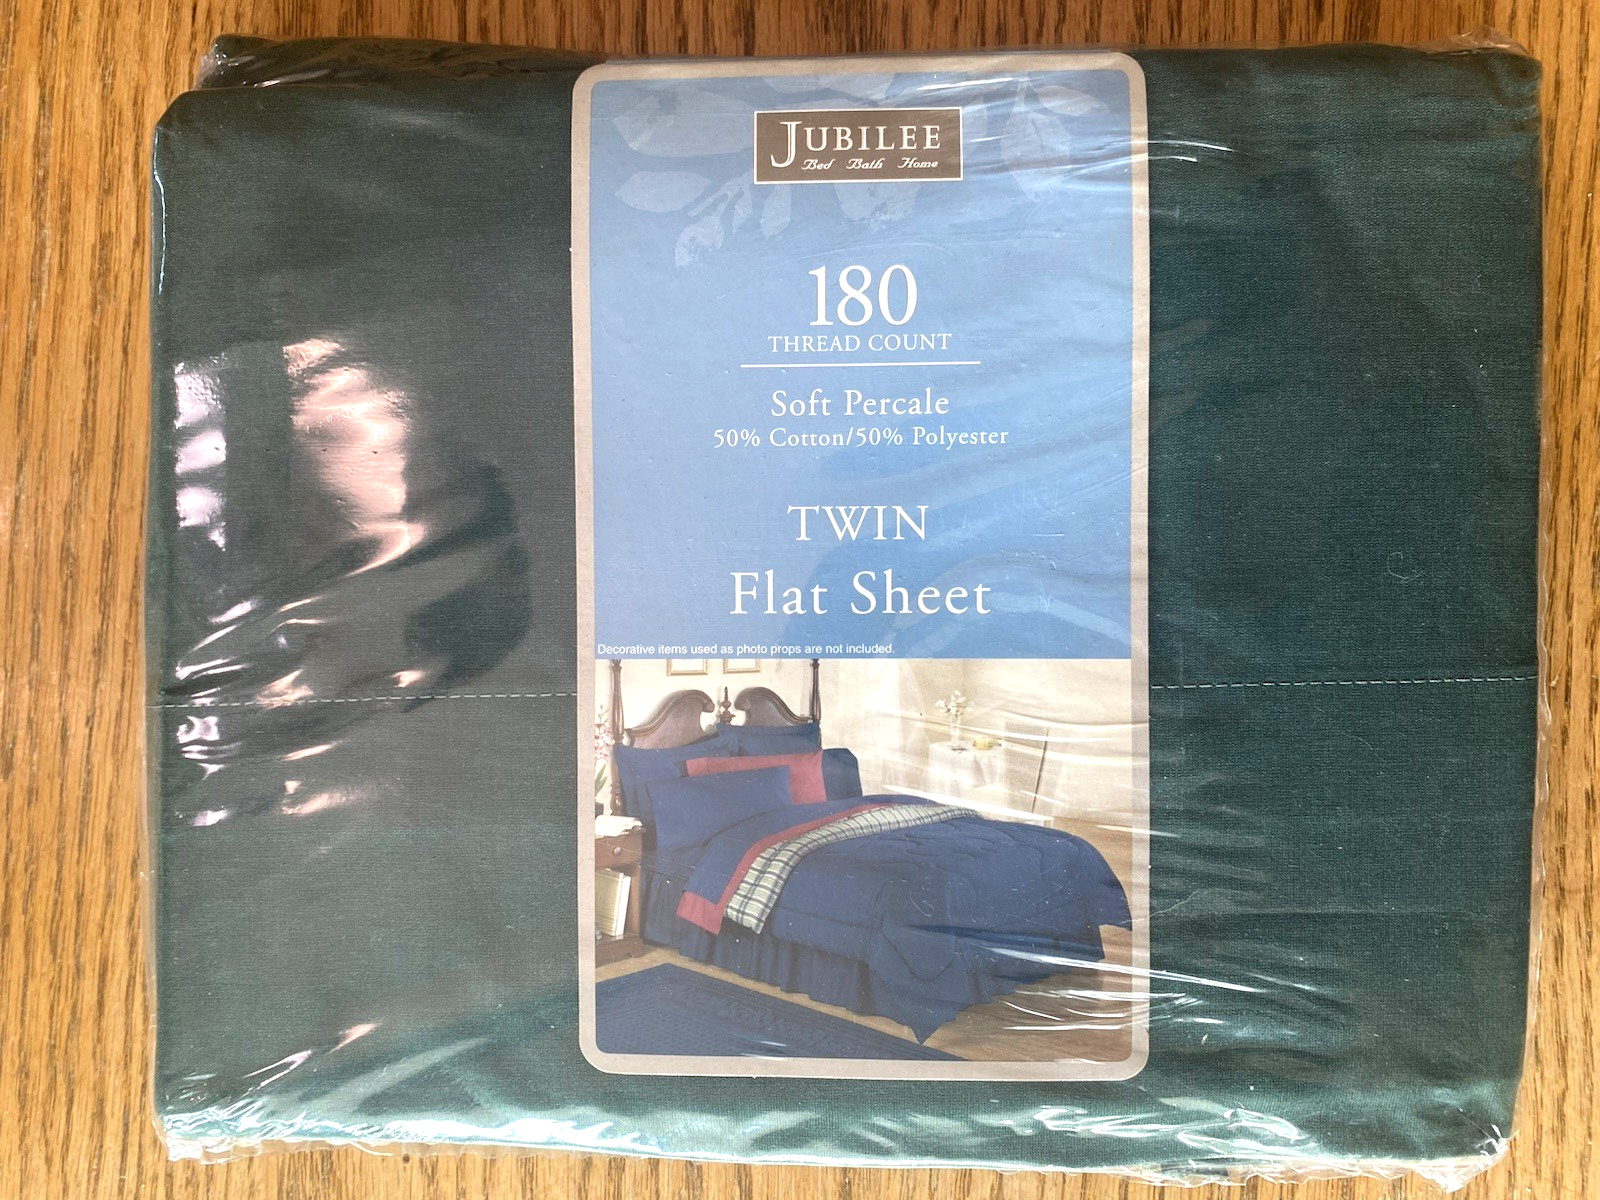 JUBILEE
Bed Bath Home
180
THREAD COUNT
Soft Percale
50% Cotton/50% Polyester
TWIN
Flat Sheet
Decorative items used as photo props are not included.